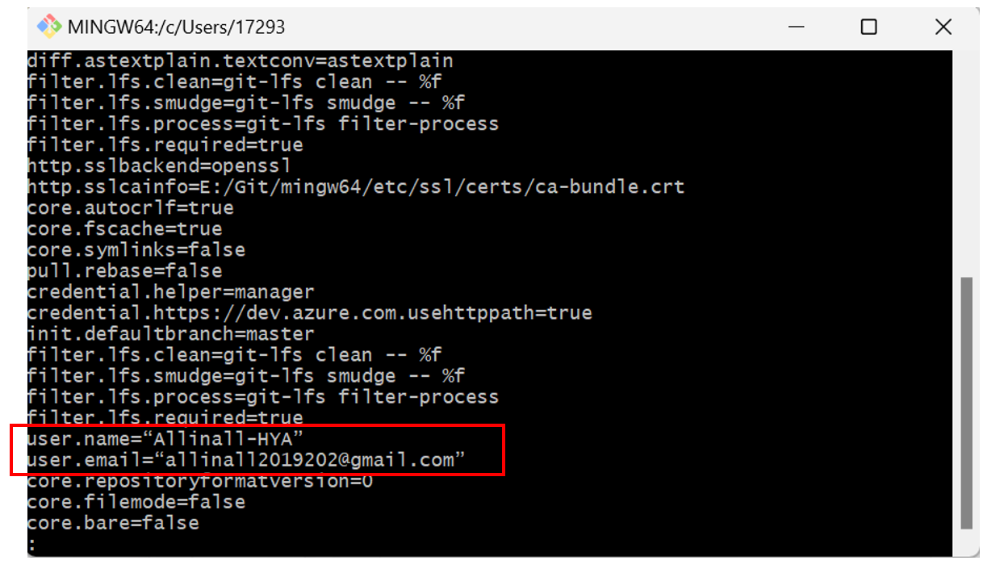 MINGW64:/c/Users/17293
diff.astextplain.textconv=astextplain
filter.lfs.clean=git-lfs clean -- %f
filter.lfs.smudge=git-lfs smudge -- %f
filter.lfs.process=git-lfs filter-process
filter.lfs.required=true
http.sslbackend=openssl
http.sslcainfo=E:/Git/mingw64/etc/ssl/certs/ca-bundle.crt
core.autocrlf=true
core.fscache=true
core.symlinks=false
pull.rebase=false
credential.helper=manager
credential.https://dev.azure.com.usehttppath=true
init.defaultbranch=master
filter.lfs.clean=git-lfs clean -- %f
filter.lfs.smudge=git-lfs smudge -- %f
filter.lfs.process=git-lfs filter-process
filter.lfs.required=true
user.name=“Allinall-HYA”
user.email=“allinall2019202@gmail.com”
core.repositoryformatversion=0
core.filemode=false
core.bare=false
: